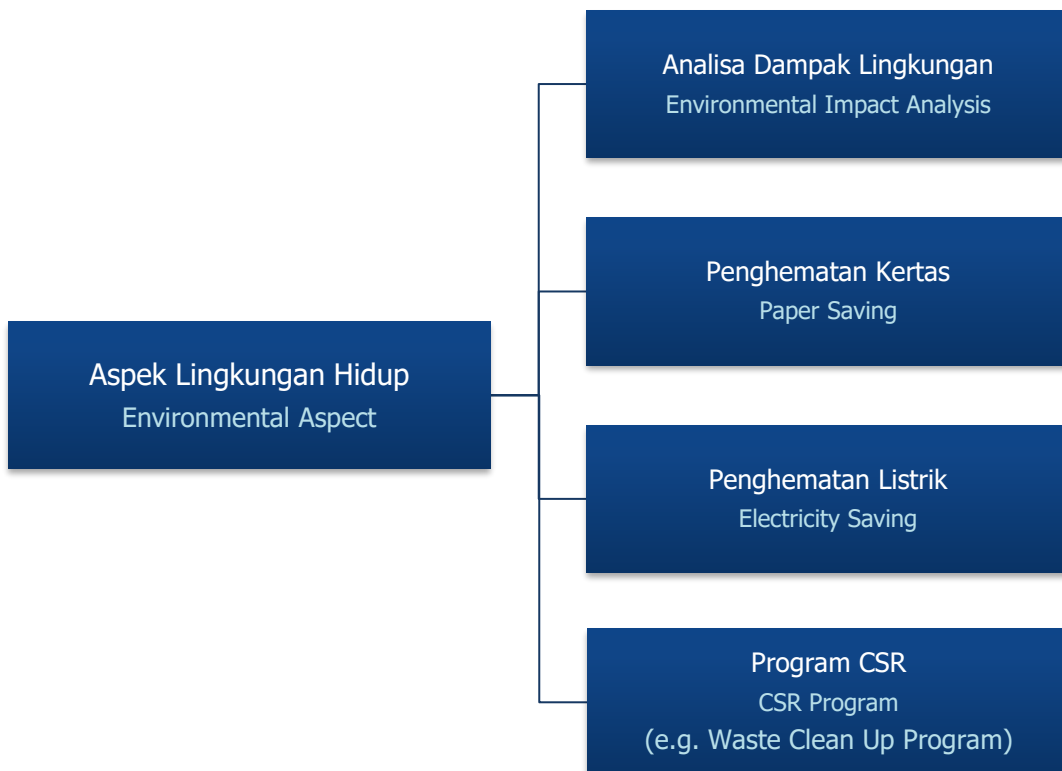 Analisa Dampak Lingkungan
Environmental Impact Analysis
Penghematan Kertas
Paper Saving
Aspek Lingkungan Hidup
Environmental Aspect
Penghematan Listrik
Electricity Saving
Program CSR
CSR Program
(e.g. Waste Clean Up Program)